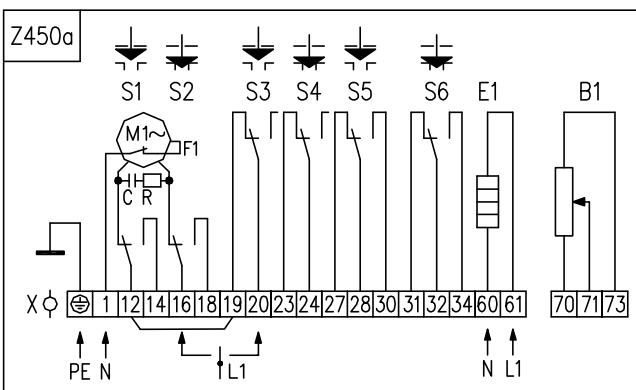 Z450a
S1 S2 S3 S4 S5 S6 E1 B1
M1~
F1
C R
X 1 12 14 16 18 19 20 23 24 27 28 30 31 32 34 60 61 70 71 73
PE N L1 N L1